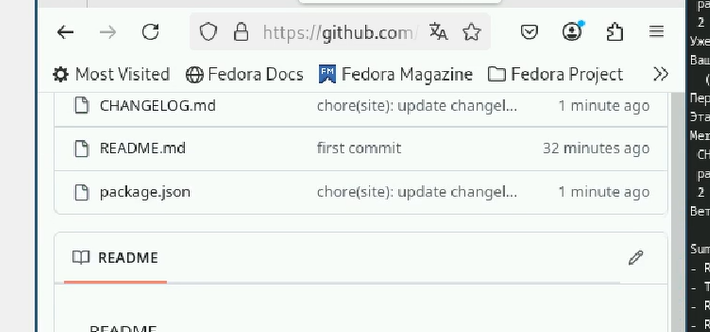 https://github.com/
Most Visited Fedora Docs Fedora Magazine Fedora Project
CHANGELOG.md chore(site): update changel... 1 minute ago
README.md first commit 32 minutes ago
package.json chore(site): update changel... 1 minute ago
README
README
ра
2
Уже
Ваш
(
Пер
Эта
Mer
CH
ра
2
Вет
Sum
- R
- T
- R
- R